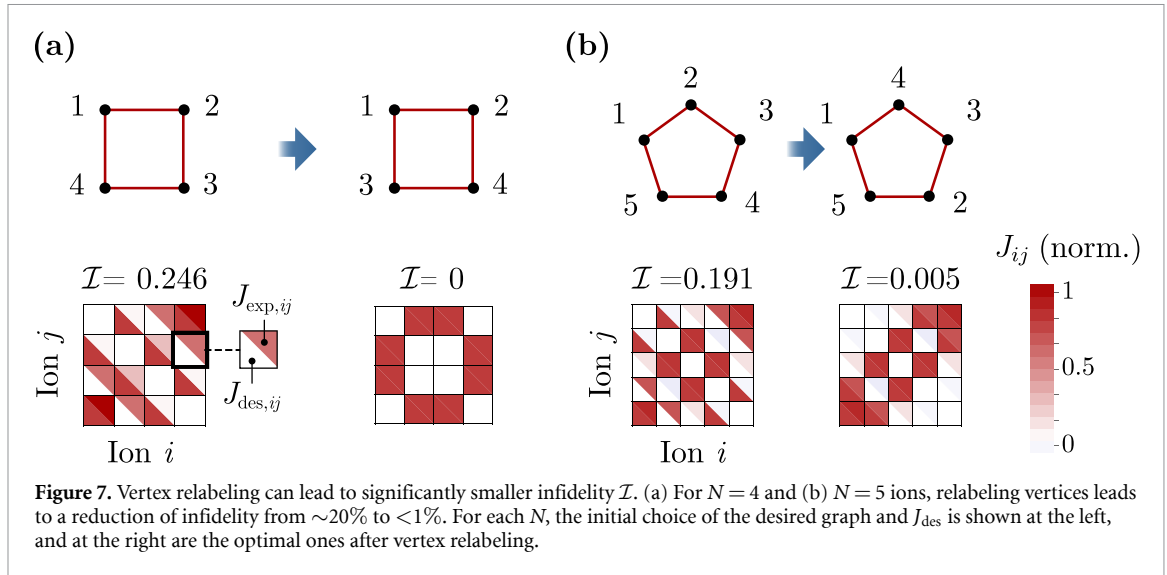 (a)
(b)
1 2
4 3
1 2
3 4
2
1 3
5 4
4
1 3
5 2
𝓘= 0.246
𝓘= 0
𝓘=0.191
𝓘=0.005
J_ij (norm.)
J_exp,ij
J_des,ij
Ion j
Ion i
Ion j
Ion i
1
0.5
0
Figure 7. Vertex relabeling can lead to significantly smaller infidelity 𝓘. (a) For N = 4 and (b) N = 5 ions, relabeling vertices leads
to a reduction of infidelity from ∼20% to <1%. For each N, the initial choice of the desired graph and J_des is shown at the left,
and at the right are the optimal ones after vertex relabeling.